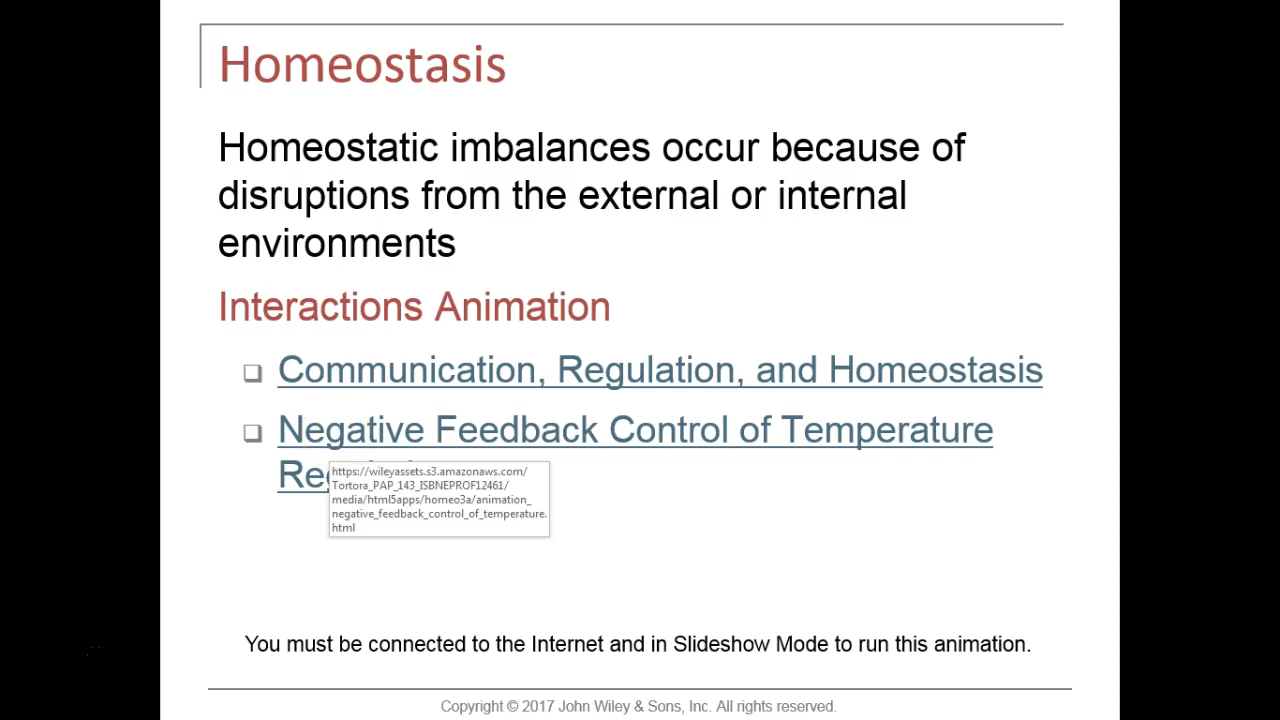 Homeostasis
Homeostatic imbalances occur because of
disruptions from the external or internal
environments
Interactions Animation
Communication, Regulation, and Homeostasis
Negative Feedback Control of Temperature
https://wileyassets.s3.amazonaws.com/
Tortora_PAP_143_ISBNEPROF12461/
media/html5apps/homeo3a/animation_
negative_feedback_control_of_temperature.
html
You must be connected to the Internet and in Slideshow Mode to run this animation.
Copyright © 2017 John Wiley & Sons, Inc. All rights reserved.